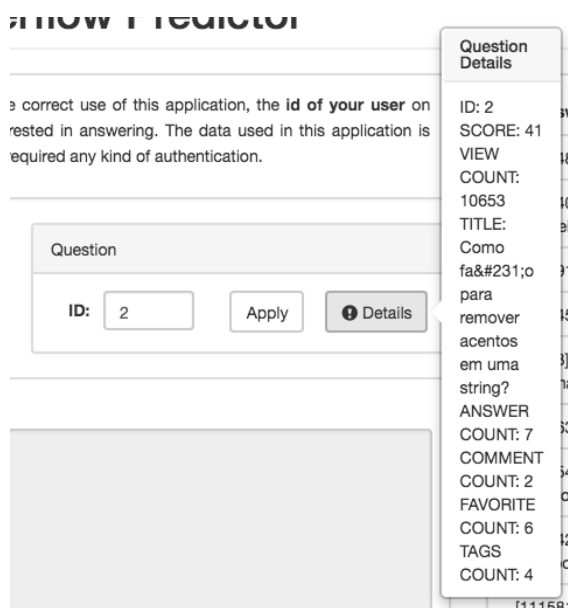 erflow Predictor
e correct use of this application, the id of your user on
rested in answering. The data used in this application is
required any kind of authentication.
Question
ID: 2 Apply Details
Question
Details
ID: 2
SCORE: 41
VIEW
COUNT:
10653
TITLE:
Como
fa&#231;o
para
remover
acentos
em uma
string?
ANSWER
COUNT: 7
COMMENT
COUNT: 2
FAVORITE
COUNT: 6
TAGS
COUNT: 4